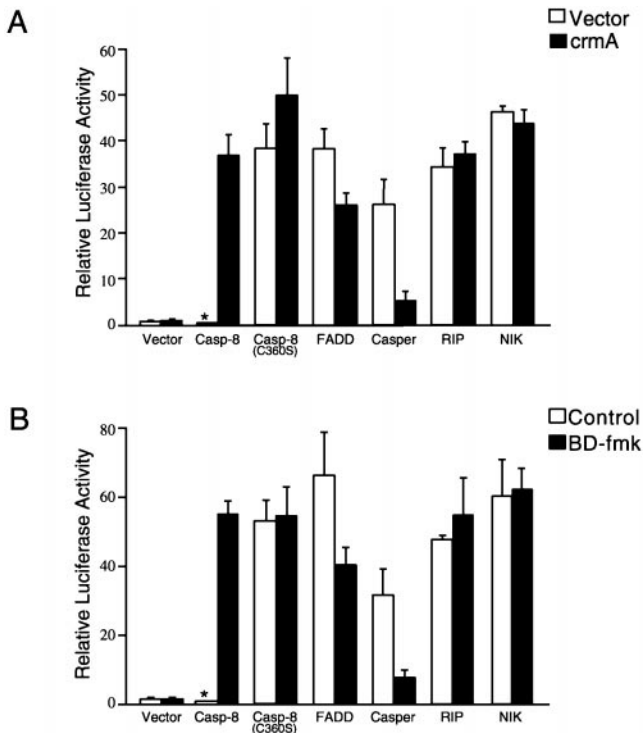 A
Vector
crmA
Relative Luciferase Activity
60
50
40
30
20
10
0
*
Vector Casp-8 Casp-8 FADD Casper RIP NIK
(C360S)
B
Control
BD-fmk
Relative Luciferase Activity
80
60
40
20
0
*
Vector Casp-8 Casp-8 FADD Casper RIP NIK
(C360S)